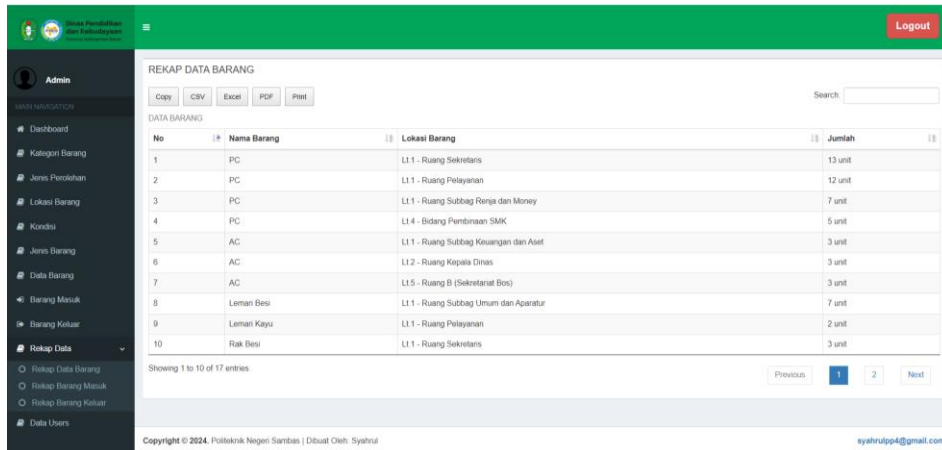 Dinas Pendidikan
dan Kebudayaan
Logout
Admin
MAIN NAVIGATION
Dashboard
Kategori Barang
Jenis Perolehan
Lokasi Barang
Kondisi
Jenis Barang
Data Barang
Barang Masuk
Barang Keluar
Rekap Data
Rekap Data Barang
Rekap Barang Masuk
Rekap Barang Keluar
Data Users
REKAP DATA BARANG
Copy CSV Excel PDF Print Search:
DATA BARANG
No Nama Barang Lokasi Barang Jumlah
1 PC Lt.1 - Ruang Sekretaris 13 unit
2 PC Lt.1 - Ruang Pelayanan 12 unit
3 PC Lt.1 - Ruang Subbag Renja dan Money 7 unit
4 PC Lt.4 - Bidang Pembinaan SMK 5 unit
5 AC Lt.1 - Ruang Subbag Keuangan dan Aset 3 unit
6 AC Lt.2 - Ruang Kepala Dinas 3 unit
7 AC Lt.5 - Ruang B (Sekretariat Bos) 3 unit
8 Lemari Besi Lt.1 - Ruang Subbag Umum dan Aparatur 7 unit
9 Lemari Kayu Lt.1 - Ruang Pelayanan 2 unit
10 Rak Besi Lt.1 - Ruang Sekretaris 3 unit
Showing 1 to 10 of 17 entries
Previous 1 2 Next
Copyright © 2024. Politeknik Negeri Sambas | Dibuat Oleh: Syahrul
syahrulpp4@gmail.com